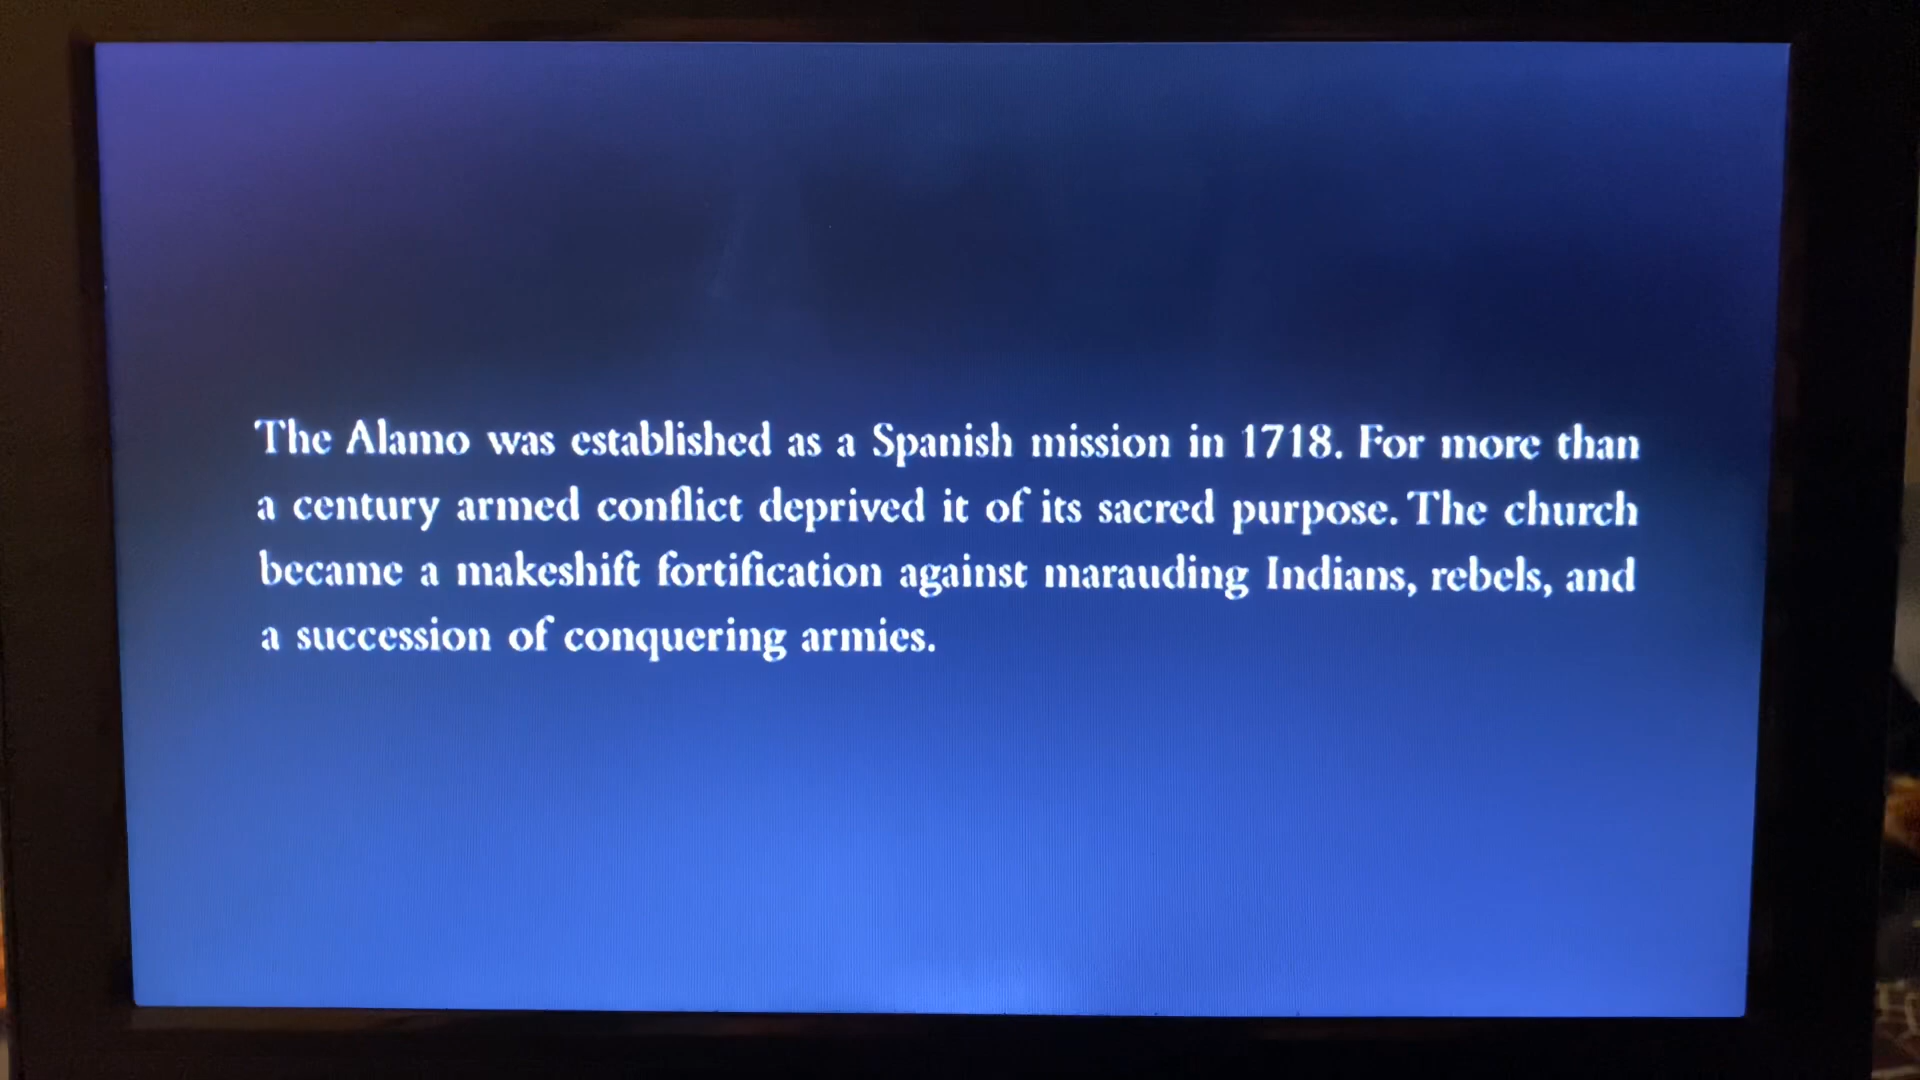 The Alamo was established as a Spanish mission in 1718. For more than
a century armed conflict deprived it of its sacred purpose. The church
became a makeshift fortification against marauding Indians, rebels, and
a succession of conquering armies.